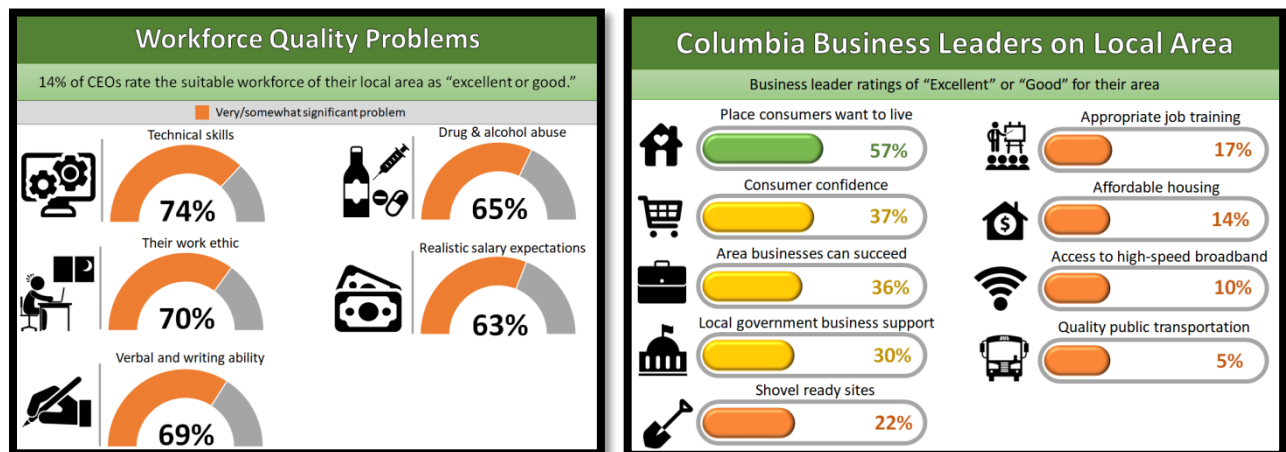 Workforce Quality Problems
14% of CEOs rate the suitable workforce of their local area as “excellent or good.”
Very/somewhat significant problem
Technical skills
74%
Their work ethic
70%
Verbal and writing ability
69%
Drug & alcohol abuse
65%
Realistic salary expectations
63%
Columbia Business Leaders on Local Area
Business leader ratings of “Excellent” or “Good” for their area
Place consumers want to live
57%
Consumer confidence
37%
Area businesses can succeed
36%
Local government business support
30%
Shovel ready sites
22%
Appropriate job training
17%
Affordable housing
14%
Access to high-speed broadband
10%
Quality public transportation
5%